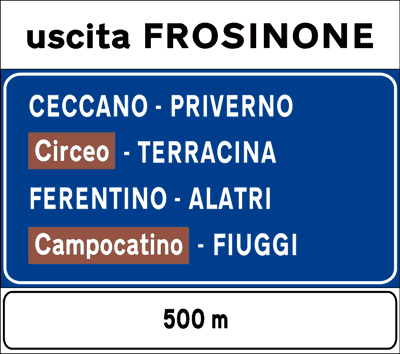 uscita FROSINONE
CECCANO - PRIVERNO
Circeo - TERRACINA
FERENTINO - ALATRI
Campocatino - FIUGGI
500 m